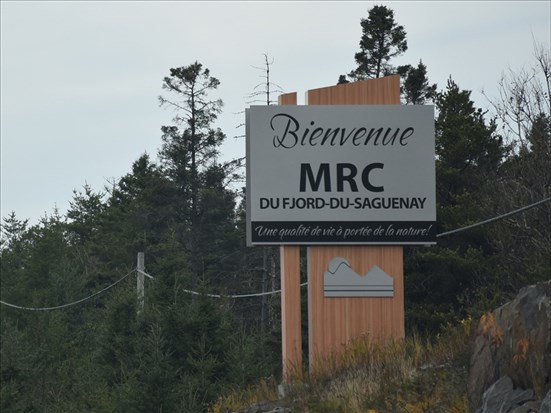 Bienvenue
MRC
DU FJORD-DU-SAGUENAY
Une qualité de vie à portée de la nature!